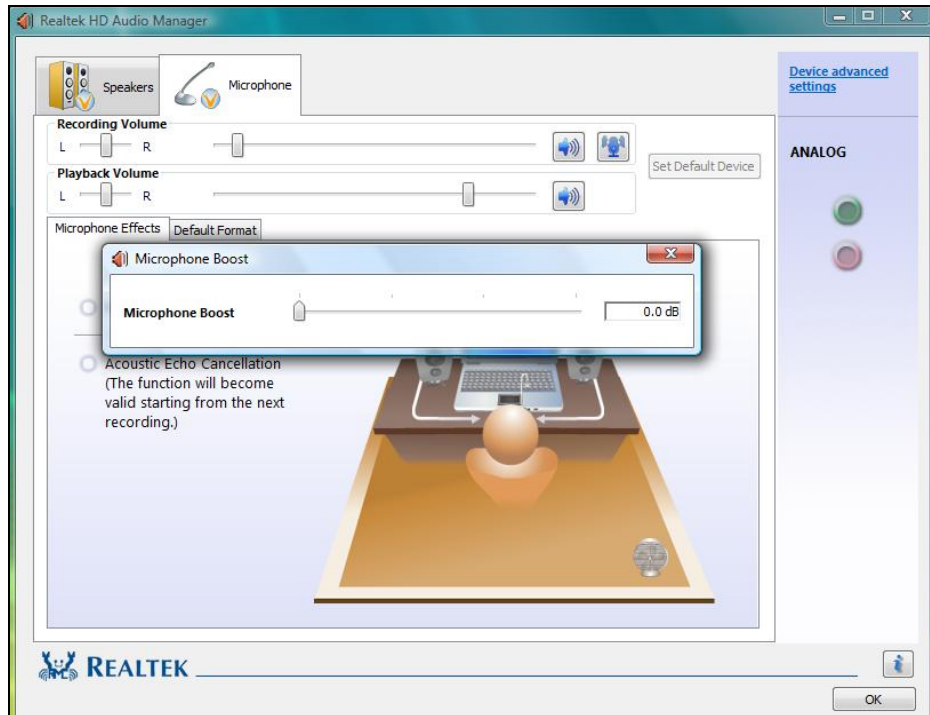 Realtek HD Audio Manager
Speakers
Microphone
Device advanced
settings
Recording Volume
L
R
Set Default Device
ANALOG
Playback Volume
L
R
Microphone Effects
Default Format
Microphone Boost
Microphone Boost
0.0 dB
Acoustic Echo Cancellation
(The function will become
valid starting from the next
recording.)
REALTEK
OK